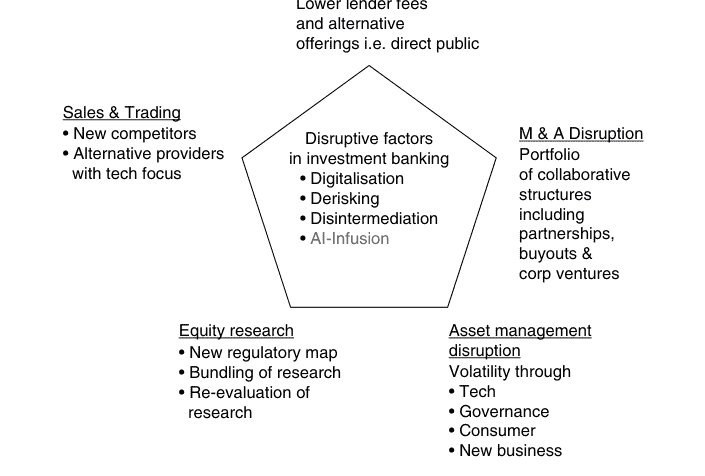 Lower lender fees
and alternative
offerings i.e. direct public
Sales & Trading
• New competitors
• Alternative providers
with tech focus
Disruptive factors
in investment banking
• Digitalisation
• Derisking
• Disintermediation
• AI-Infusion
M & A Disruption
Portfolio
of collaborative
structures
including
partnerships,
buyouts &
corp ventures
Equity research
• New regulatory map
• Bundling of research
• Re-evaluation of
research
Asset management
disruption
Volatility through
• Tech
• Governance
• Consumer
• New business